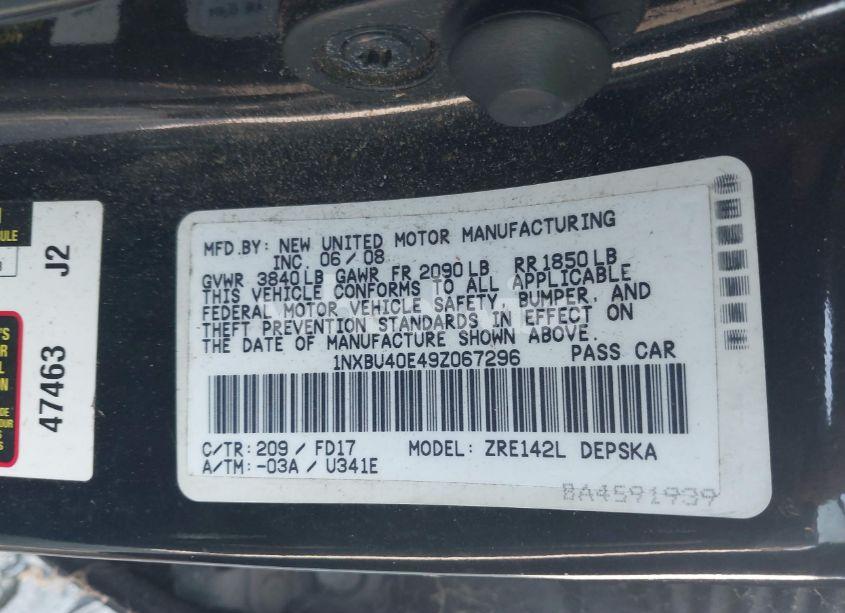 ULE
J2
47463
MFD.BY: NEW UNITED MOTOR MANUFACTURING
INC. 06/08
GVWR 3840LB GAWR FR 2090LB RR 1850LB
THIS VEHICLE CONFORMS TO ALL APPLICABLE
FEDERAL MOTOR VEHICLE SAFETY, BUMPER, AND
THEFT PREVENTION STANDARDS IN EFFECT ON
THE DATE OF MANUFACTURE SHOWN ABOVE.
1NXBU40E49Z067296 PASS CAR
C/TR: 209 / FD17 MODEL: ZRE142L DEPSKA
A/TM: -03A / U341E
BA4591939